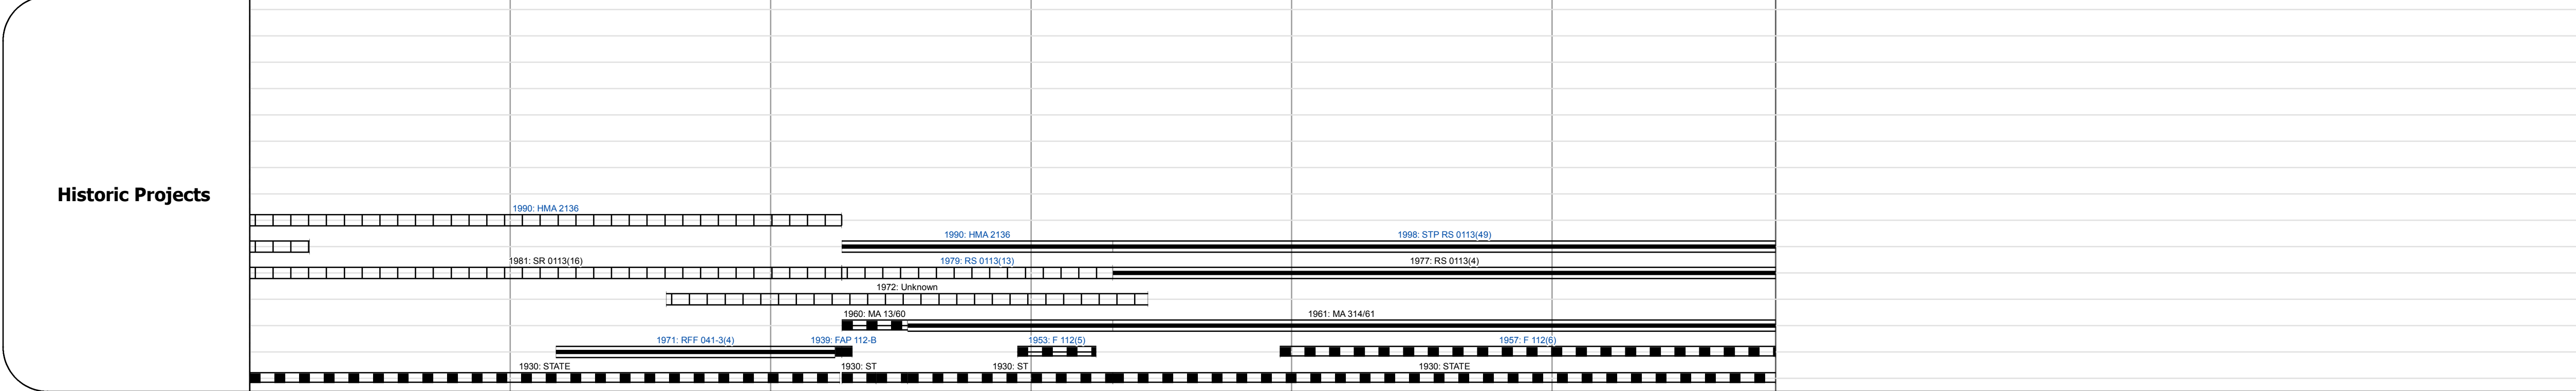 Historic Projects
1990: HMA 2136
1990: HMA 2136 1998: STP RS 0113(49)
1981: SR 0113(16) 1979: RS 0113(13) 1977: RS 0113(4)
1972: Unknown
1960: MA 13/60 1961: MA 314/61
1971: RFF 041-3(4) 1939: FAP 112-B 1953: F 112(5) 1957: F 112(6)
1930: STATE 1930: ST 1930: ST 1930: STATE